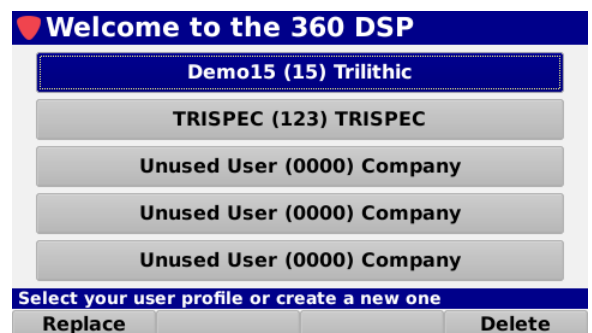 Welcome to the 360 DSP
Demo15 (15) Trilithic
TRISPEC (123) TRISPEC
Unused User (0000) Company
Unused User (0000) Company
Unused User (0000) Company
Select your user profile or create a new one
Replace Delete